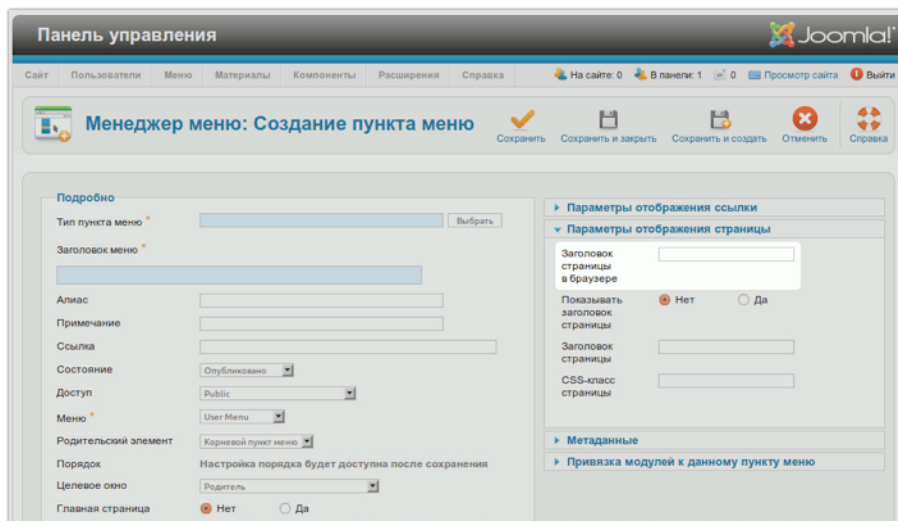 Панель управления
Joomla!
Сайт Пользователи Меню Материалы Компоненты Расширения Справка На сайте: 0 В панели: 1 0 Просмотр сайта Выйти
Менеджер меню: Создание пункта меню
Сохранить Сохранить и закрыть Сохранить и создать Отменить Справка
Подробно
Тип пункта меню * Выбрать
Заголовок меню *
Алиас
Примечание
Ссылка
Состояние Опубликовано
Доступ Public
Меню * User Menu
Родительский элемент Корневой пункт меню
Порядок Настройка порядка будет доступна после сохранения
Целевое окно Родитель
Главная страница Нет Да
Параметры отображения ссылки
Параметры отображения страницы
Заголовок
страницы
в браузере
Показывать Нет Да
заголовок
страницы
Заголовок
страницы
CSS-класс
страницы
Метаданные
Привязка модулей к данному пункту меню